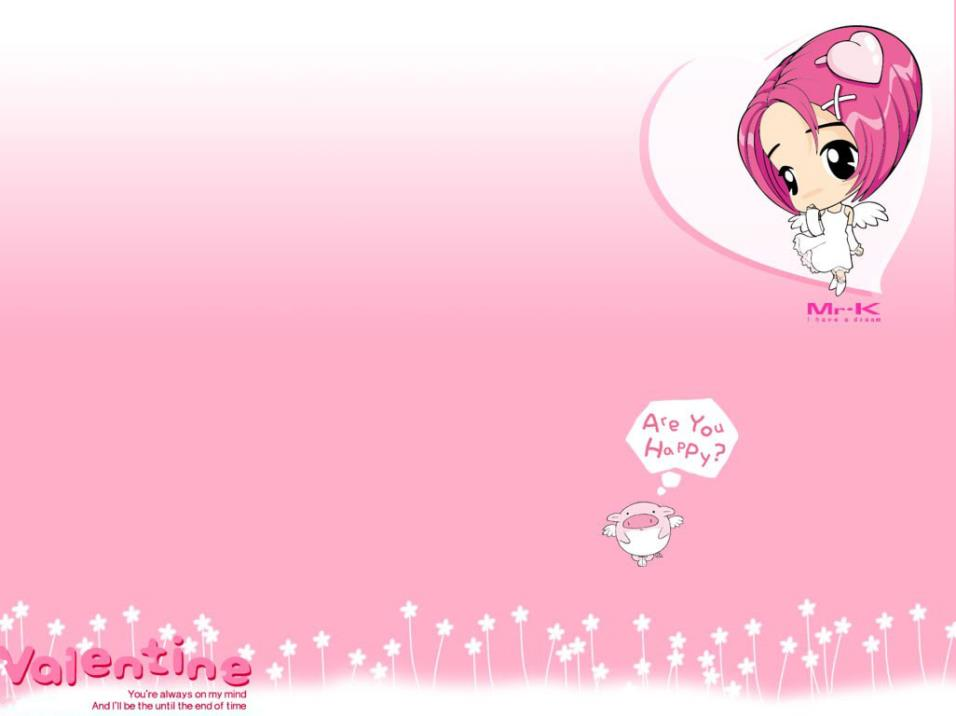 Mr-K
I have a dream
Are You
Happy?
Valentine
You're always on my mind
And I'll be the until the end of time